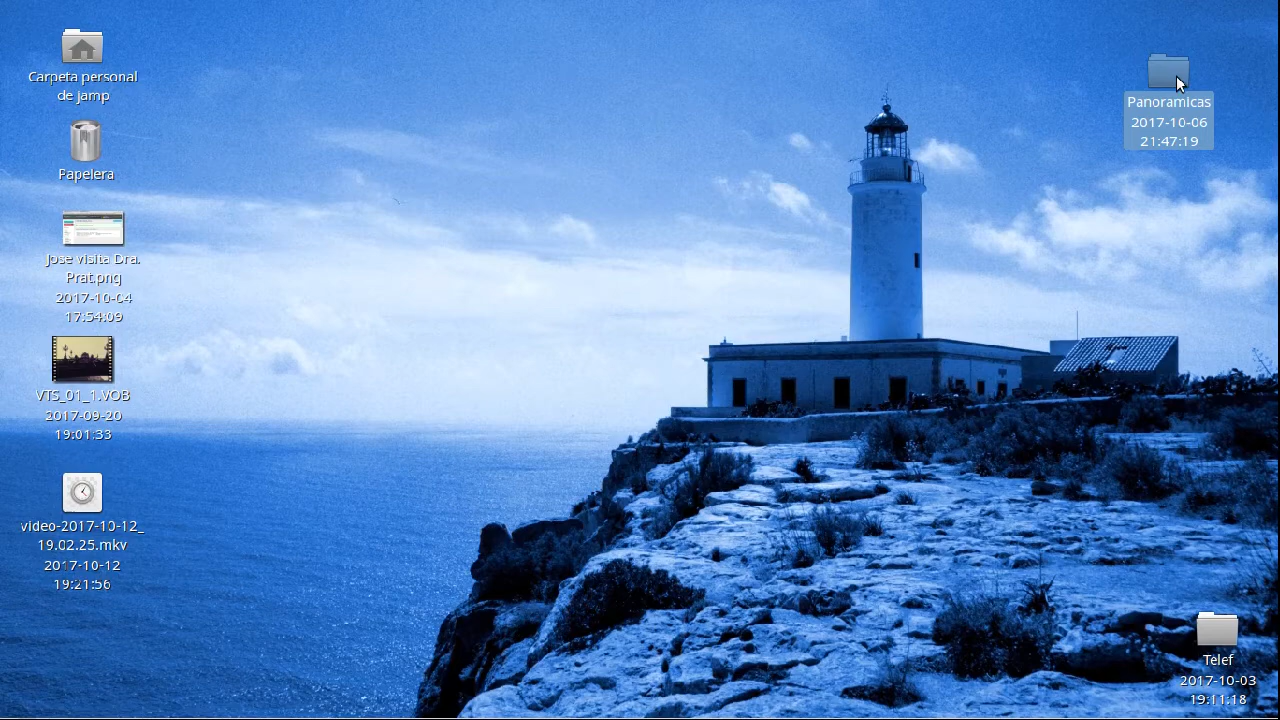 Carpeta personal
de jamp
Papelera
Jose visita Dra.
Prat.png
2017-10-04
17:54:09
VTS_01_1.VOB
2017-09-20
19:01:33
video-2017-10-12_
19.02.25.mkv
2017-10-12
19:21:56
Panoramicas
2017-10-06
21:47:19
Telef
2017-10-03
19:11:18